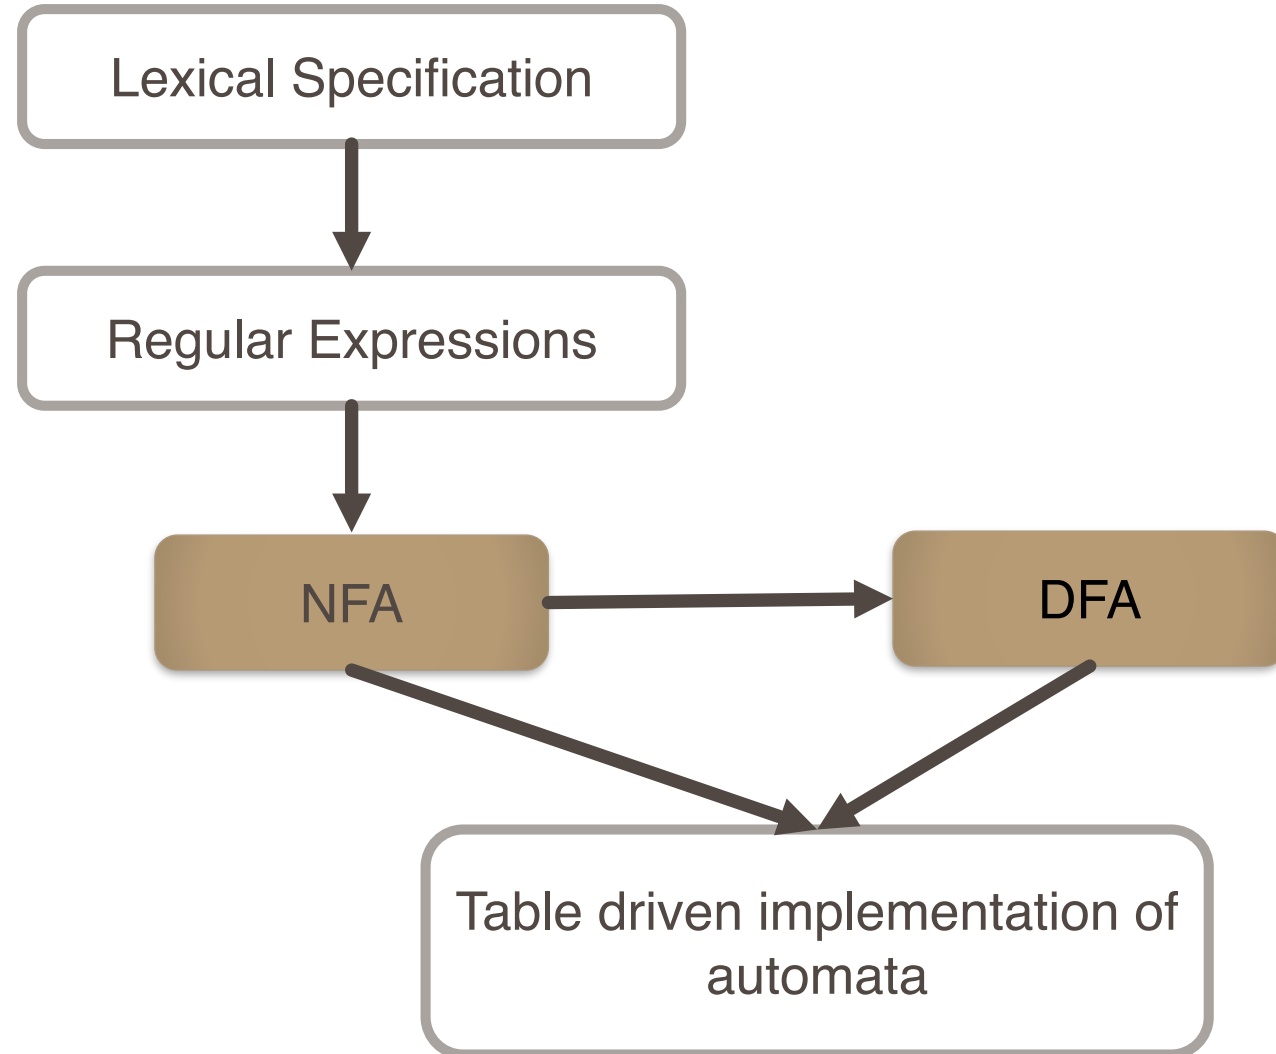 Lexical Specification
Regular Expressions
NFA
DFA
Table driven implementation of
automata